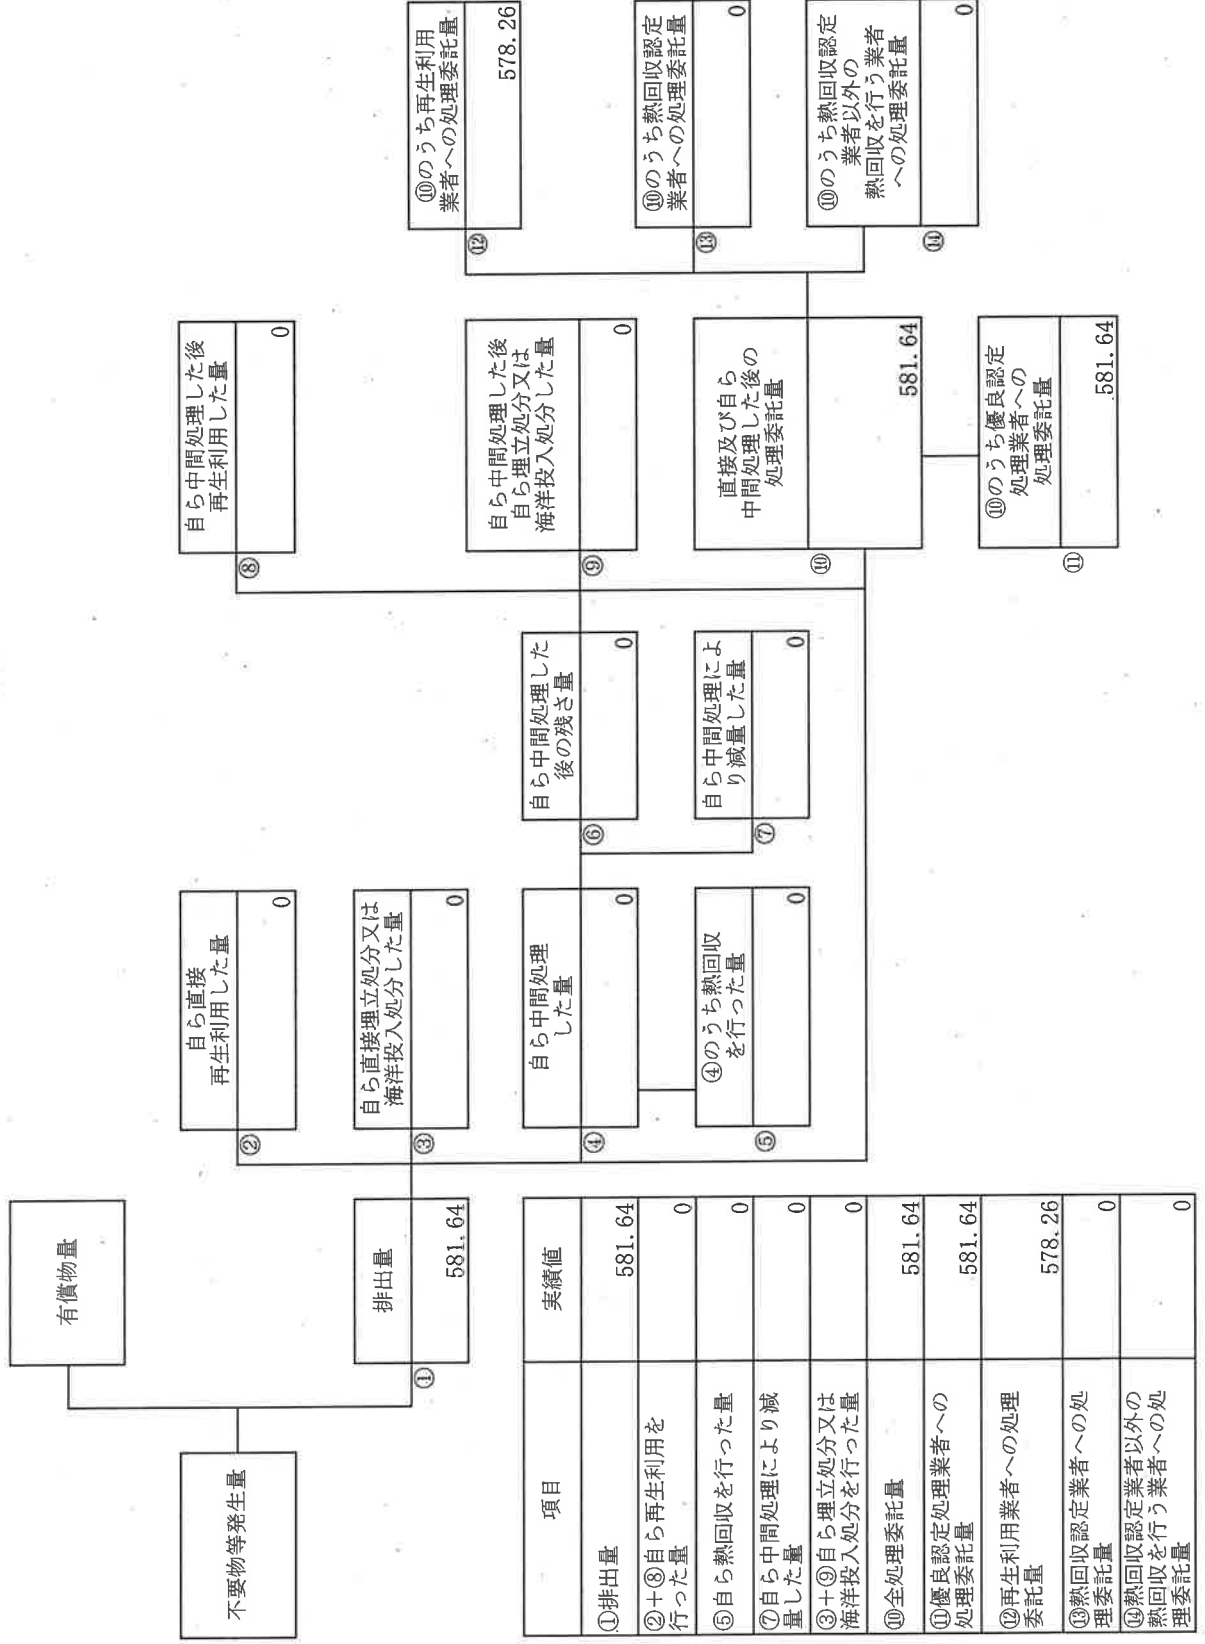 不要物等発生量
有償物量
排出量
①
581.64
自ら直接
再生利用した量
②
0
自ら直接埋立処分又は
海洋投入処分した量
③
0
自ら中間処理
した量
④
0
④のうち熱回収
を行った量
⑤
0
自ら中間処理した
後の残さ量
⑥
0
自ら中間処理によ
り減量した量
⑦
0
自ら中間処理した後
再生利用した量
⑧
0
自ら中間処理した後
自ら埋立処分又は
海洋投入処分した量
⑨
0
直接及び自ら
中間処理した後の
処理委託量
⑩
581.64
⑩のうち優良認定
処理業者への
処理委託量
⑪
581.64
⑩のうち再生利用
業者への処理委託量
⑫
578.26
⑩のうち熱回収認定
業者への処理委託量
⑬
0
⑩のうち熱回収認定
業者以外の
熱回収を行う業者
への処理委託量
⑭
0
項目 実績値
①排出量 581.64
②+⑧自ら再生利用を
行った量 0
⑤自ら熱回収を行った量 0
⑦自ら中間処理により減
量した量 0
③+⑨自ら埋立処分又は
海洋投入処分を行った量 0
⑩全処理委託量 581.64
⑪優良認定処理業者への
処理委託量 581.64
⑫再生利用業者への処理
委託量 578.26
⑬熱回収認定業者への処
理委託量 0
⑭熱回収認定業者以外の
熱回収を行う業者への処
理委託量 0